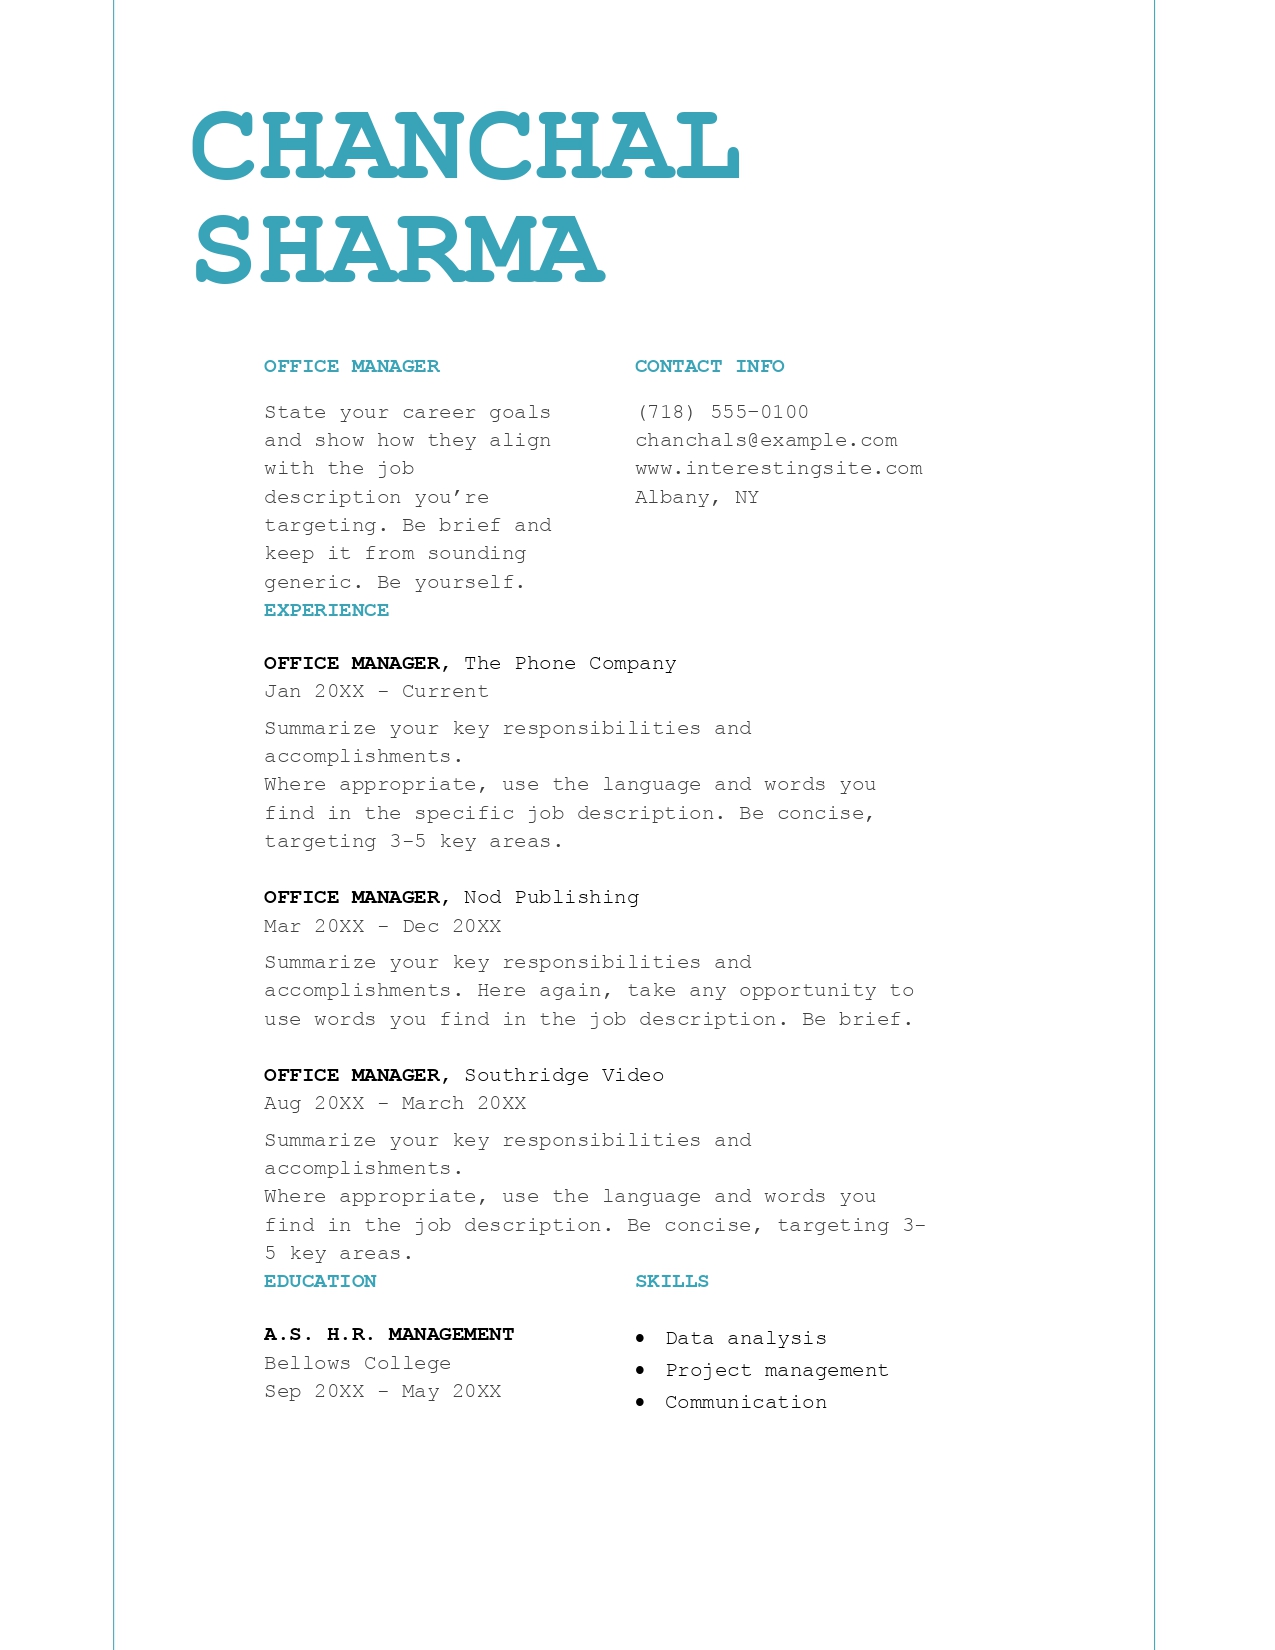 CHANCHAL
SHARMA
OFFICE MANAGER
State your career goals
and show how they align
with the job
description you’re
targeting. Be brief and
keep it from sounding
generic. Be yourself.
CONTACT INFO
(718) 555–0100
chanchals@example.com
www.interestingsite.com
Albany, NY
EXPERIENCE
OFFICE MANAGER, The Phone Company
Jan 20XX - Current
Summarize your key responsibilities and
accomplishments.
Where appropriate, use the language and words you
find in the specific job description. Be concise,
targeting 3-5 key areas.
OFFICE MANAGER, Nod Publishing
Mar 20XX - Dec 20XX
Summarize your key responsibilities and
accomplishments. Here again, take any opportunity to
use words you find in the job description. Be brief.
OFFICE MANAGER, Southridge Video
Aug 20XX - March 20XX
Summarize your key responsibilities and
accomplishments.
Where appropriate, use the language and words you
find in the job description. Be concise, targeting 3-
5 key areas.
EDUCATION
A.S. H.R. MANAGEMENT
Bellows College
Sep 20XX - May 20XX
SKILLS
• Data analysis
• Project management
• Communication